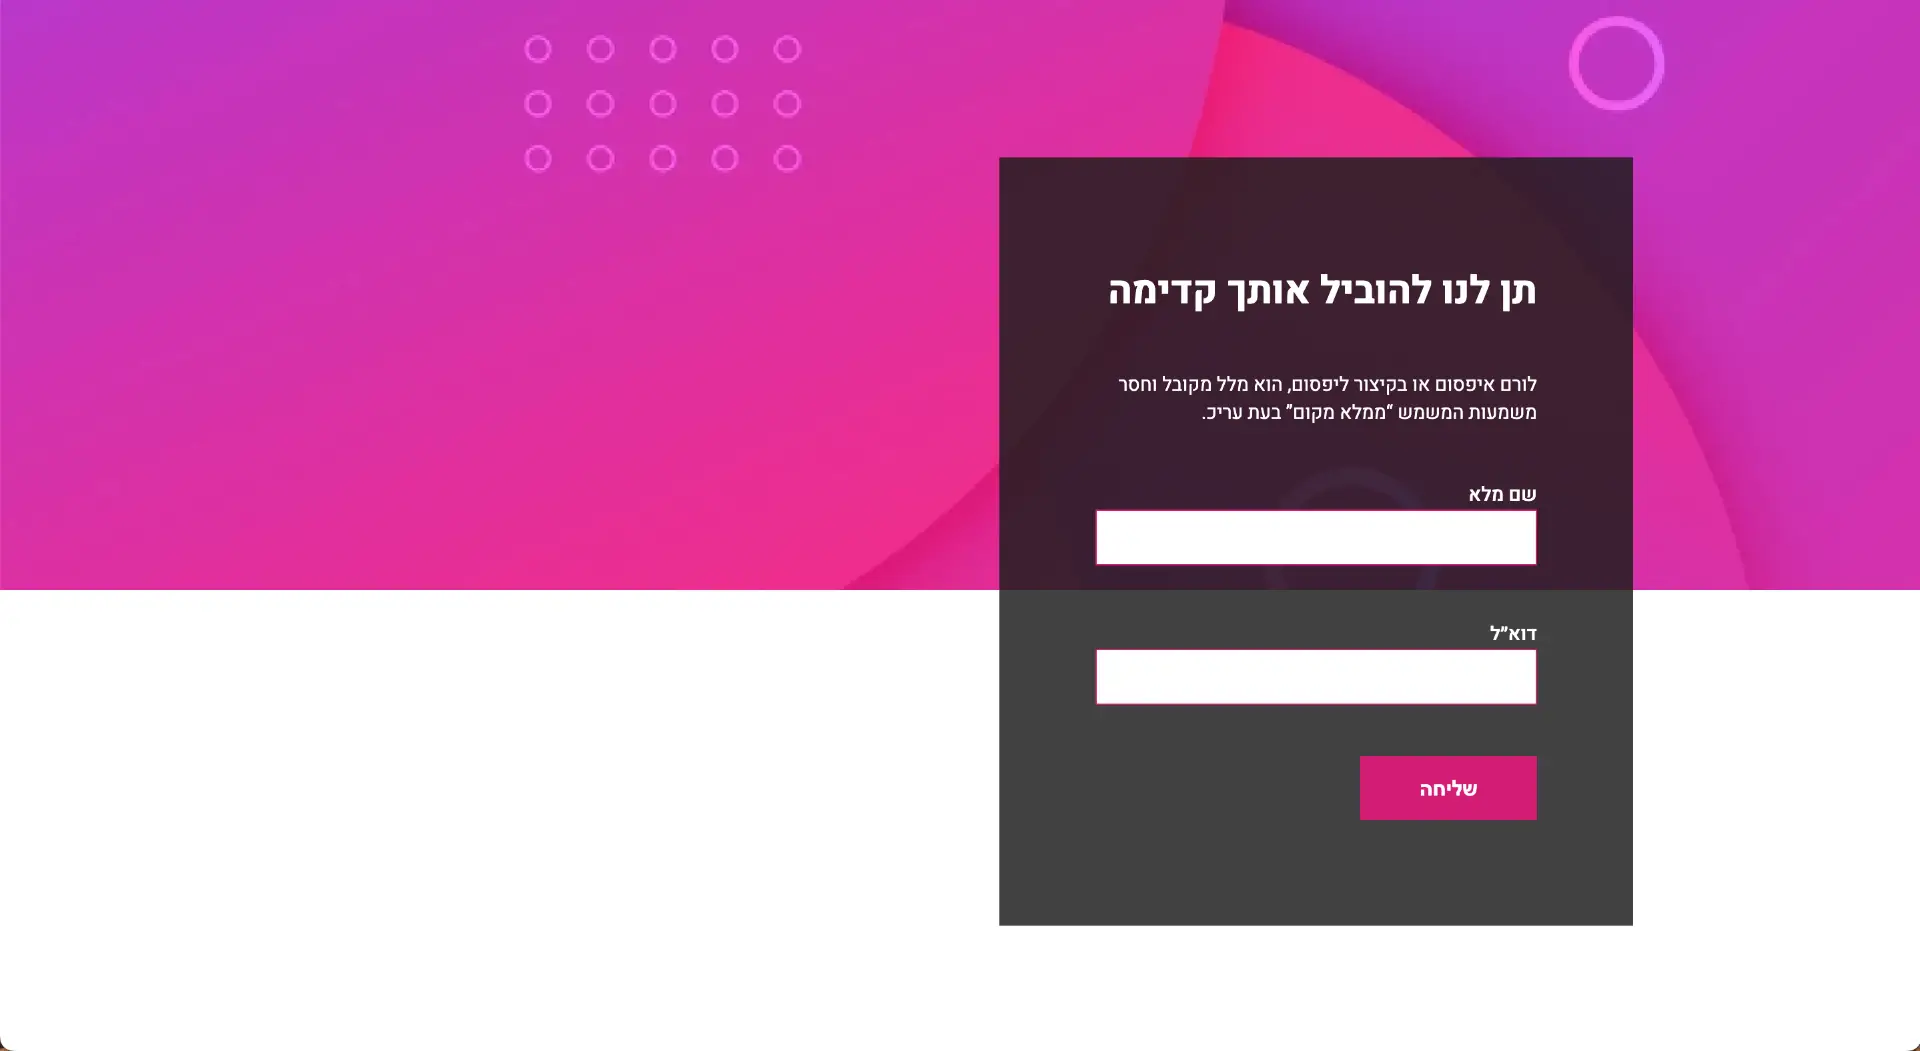 תן לנו להוביל אותך קדימה
לורם איפסום או בקיצור ליפסום, הוא מלל מקובל וחסר
משמעות המשמש “ממלא מקום” בעת עריכ.
שם מלא
דוא”ל
שליחה